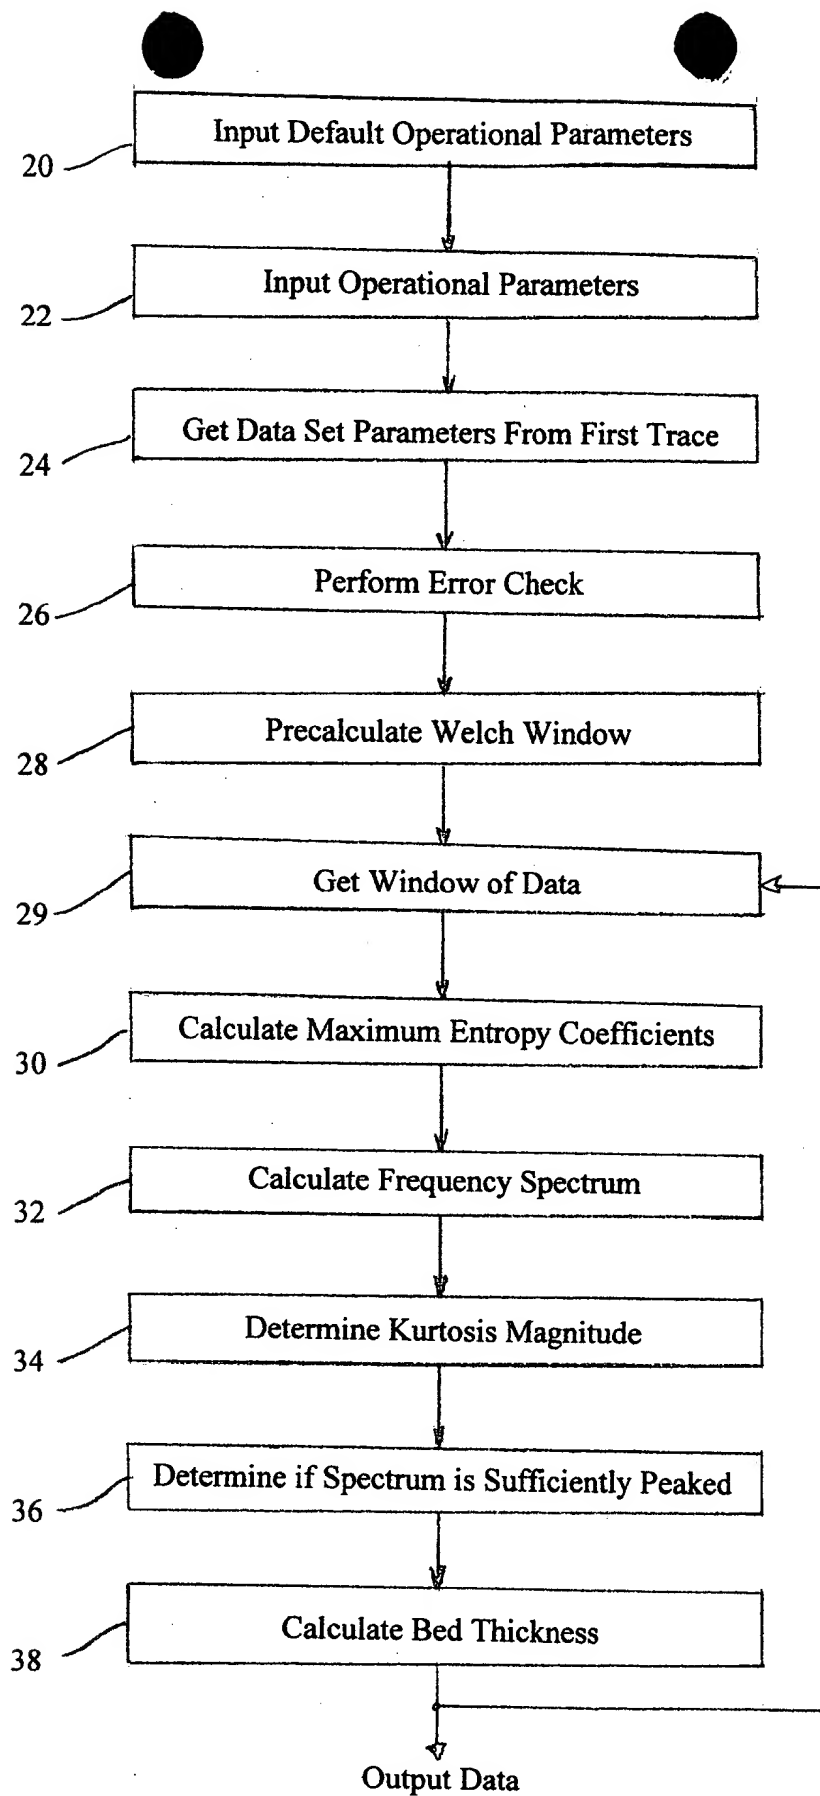 Input Default Operational Parameters
20
Input Operational Parameters
22
Get Data Set Parameters From First Trace
24
Perform Error Check
26
Precalculate Welch Window
28
Get Window of Data
29
Calculate Maximum Entropy Coefficients
30
Calculate Frequency Spectrum
32
Determine Kurtosis Magnitude
34
Determine if Spectrum is Sufficiently Peaked
36
Calculate Bed Thickness
38
Output Data